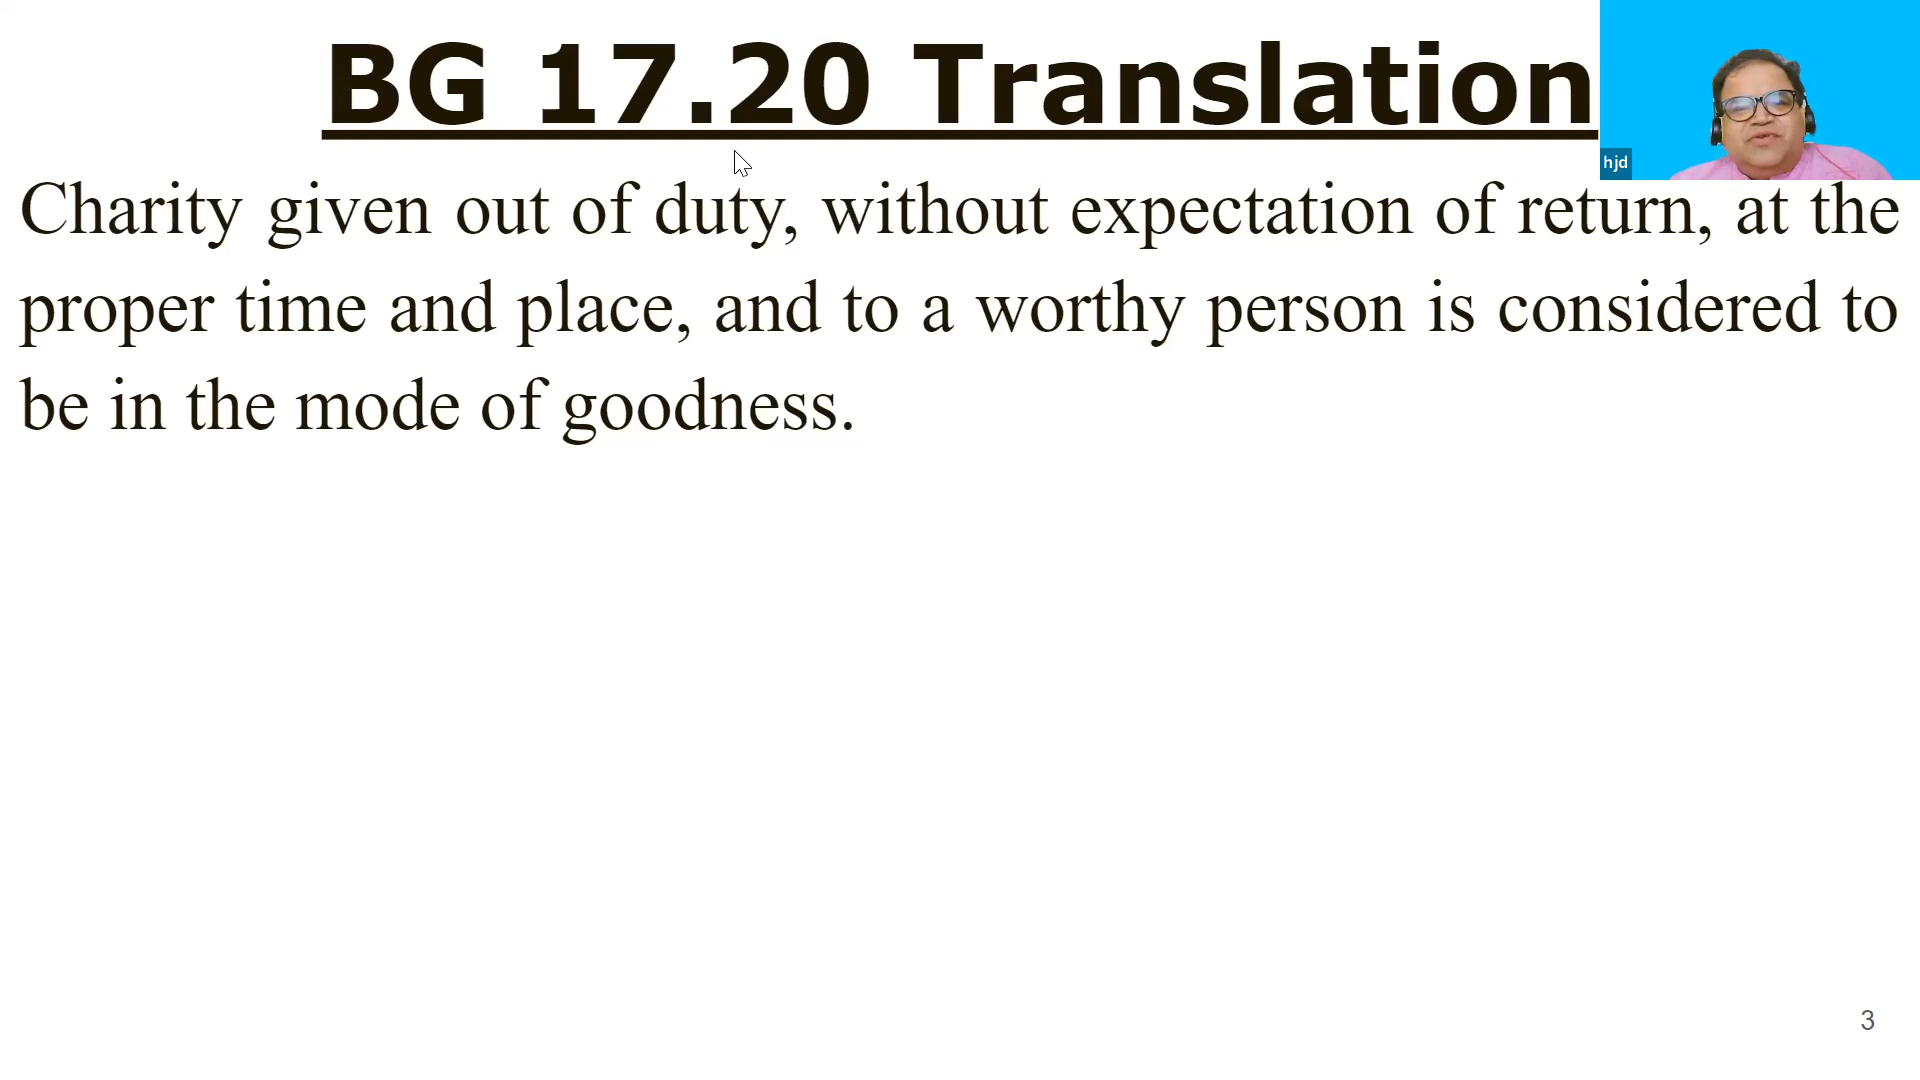 BG 17.20 Translation
hjd
Charity given out of duty, without expectation of return, at the
proper time and place, and to a worthy person is considered to
be in the mode of goodness.
3